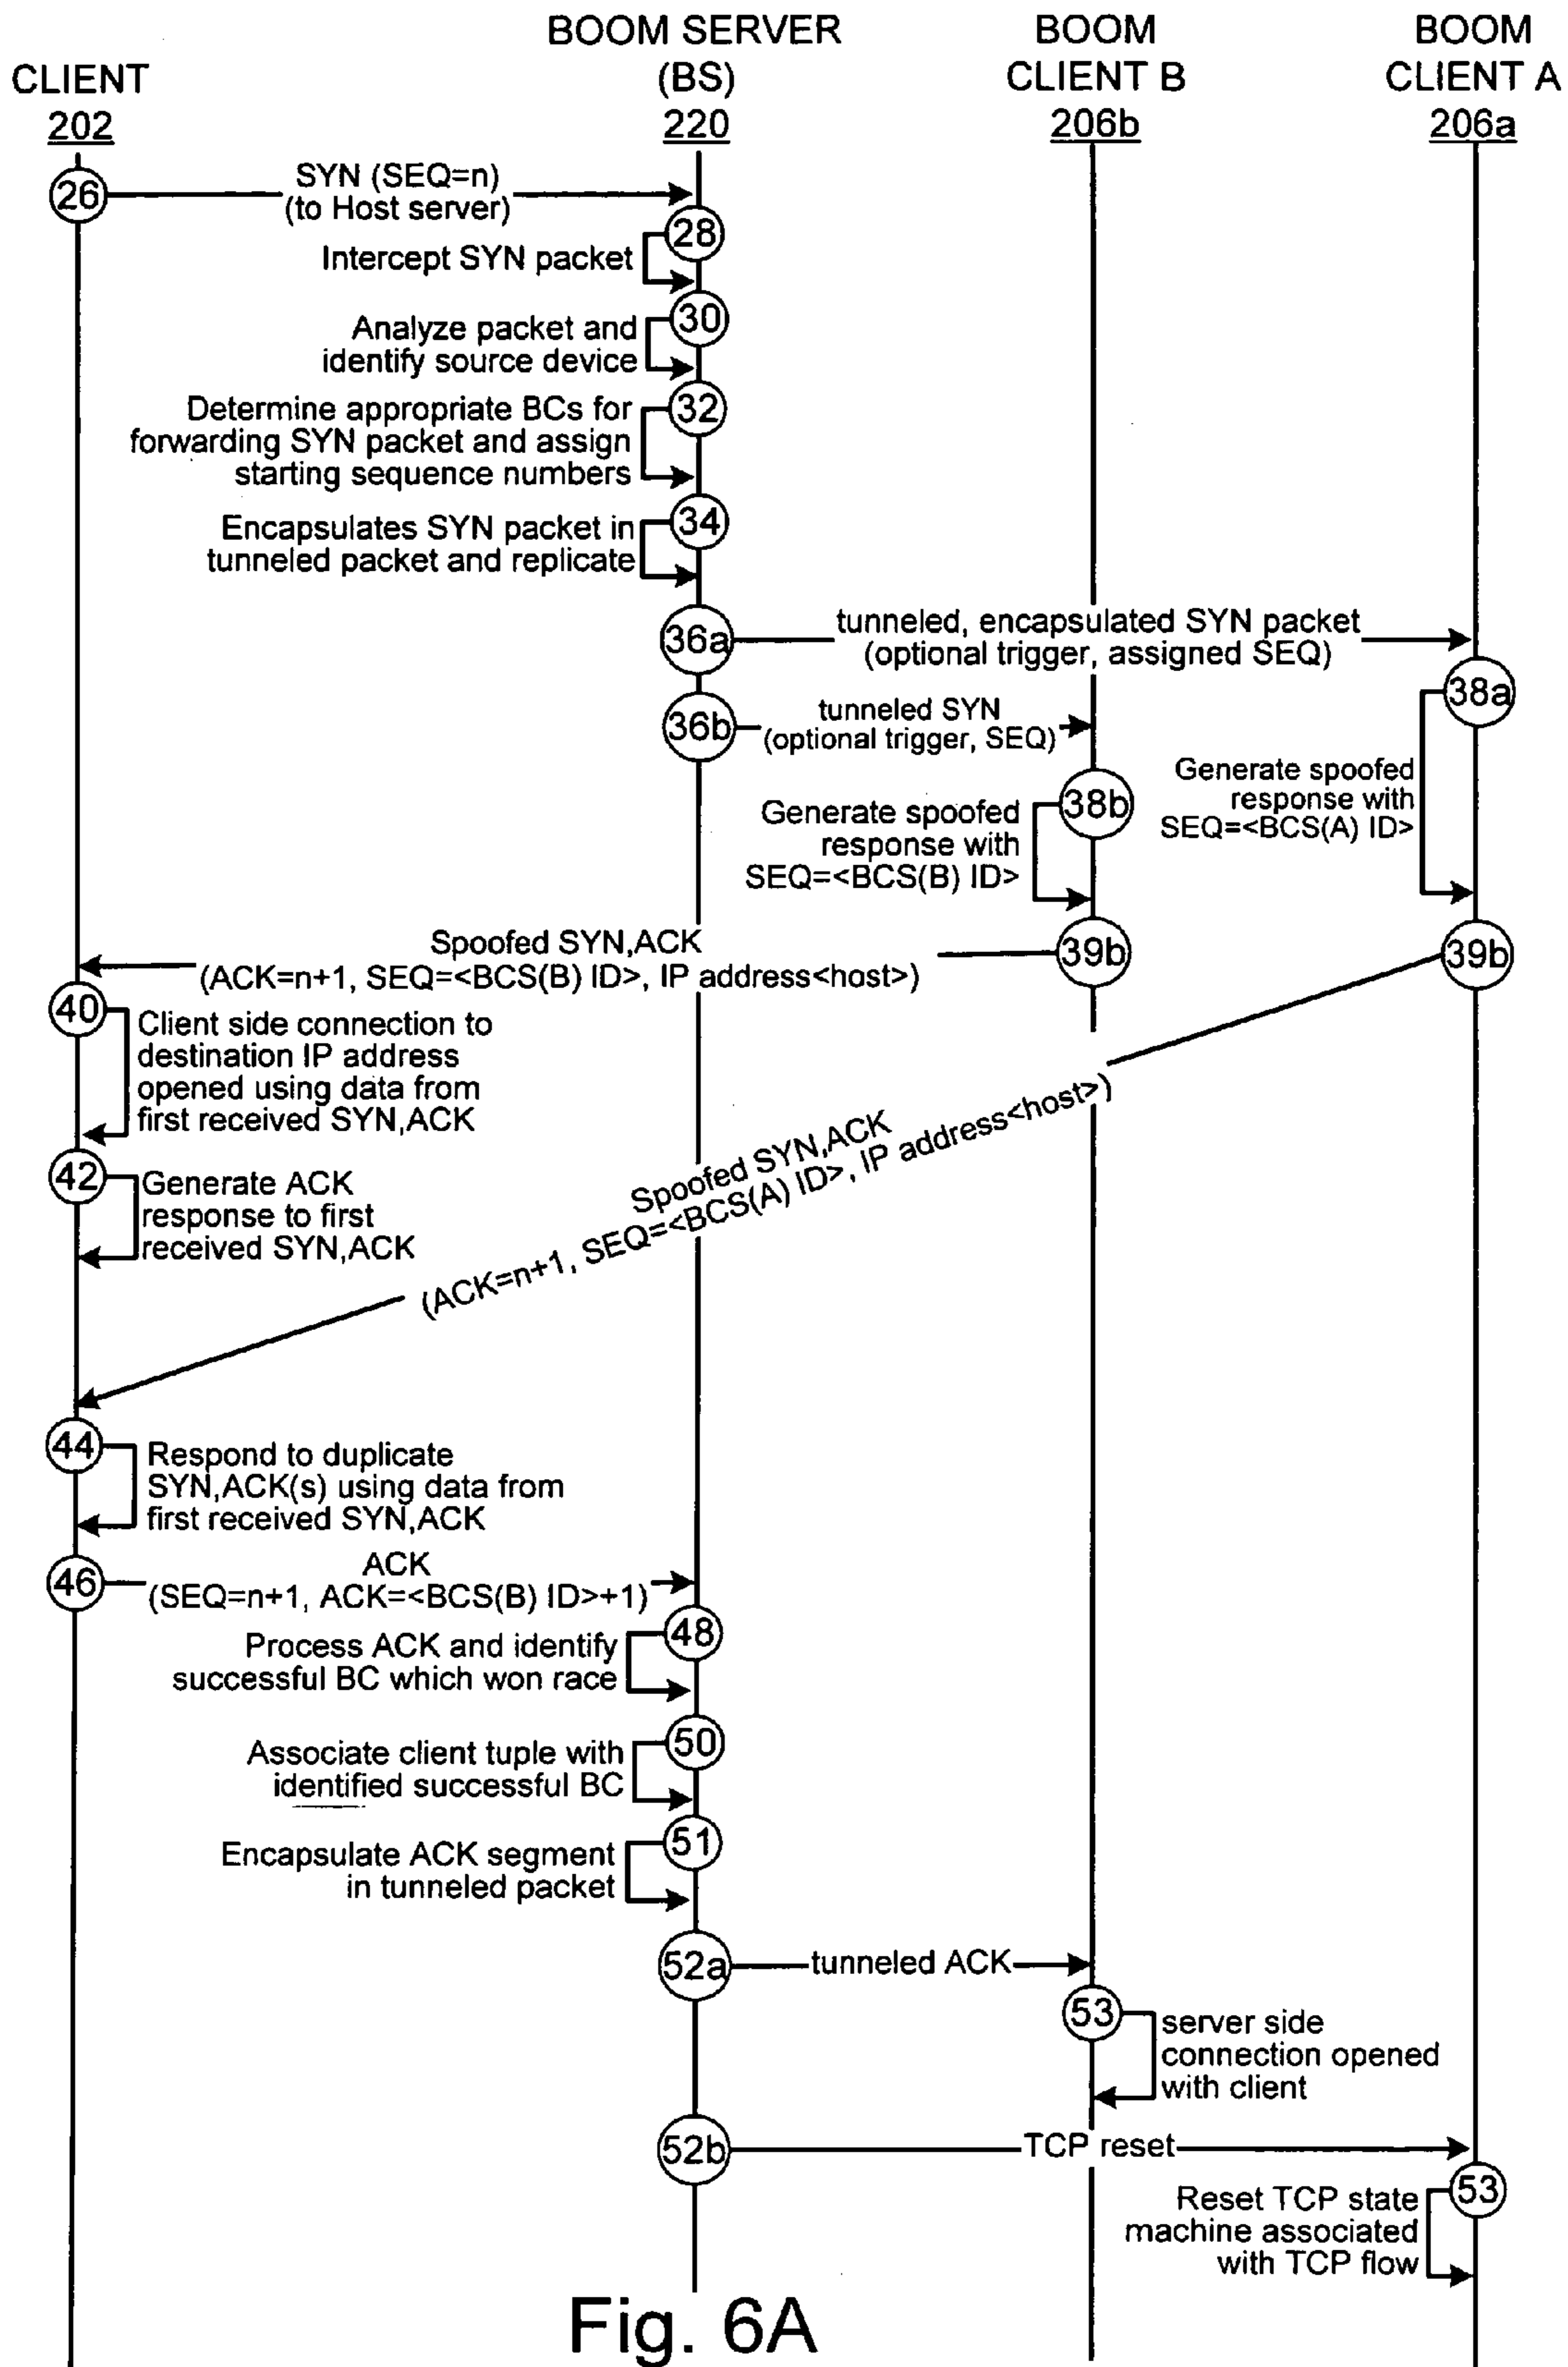 BOOM SERVER
(BS)
220
BOOM
CLIENT B
206b
BOOM
CLIENT A
206a
CLIENT
202
26
SYN (SEQ=n)
(to Host server)
28
Intercept SYN packet
30
Analyze packet and
identify source device
32
Determine appropriate BCs for
forwarding SYN packet and assign
starting sequence numbers
34
Encapsulates SYN packet in
tunneled packet and replicate
36a
tunneled, encapsulated SYN packet
(optional trigger, assigned SEQ)
38a
36b
tunneled SYN
(optional trigger, SEQ)
Generate spoofed
response with
SEQ=<BCS(A) ID>
38b
Generate spoofed
response with
SEQ=<BCS(B) ID>
39b
39b
Spoofed SYN,ACK
(ACK=n+1, SEQ=<BCS(B) ID>, IP address<host>)
40
Client side connection to
destination IP address
opened using data from
first received SYN,ACK
Spoofed SYN,ACK
(ACK=n+1, SEQ=<BCS(A) ID>, IP address<host>)
42
Generate ACK
response to first
received SYN,ACK
44
Respond to duplicate
SYN,ACK(s) using data from
first received SYN,ACK
46
ACK
(SEQ=n+1, ACK=<BCS(B) ID>+1)
48
Process ACK and identify
successful BC which won race
50
Associate client tuple with
identified successful BC
51
Encapsulate ACK segment
in tunneled packet
52a
tunneled ACK
53
server side
connection opened
with client
52b
TCP reset
53
Reset TCP state
machine associated
with TCP flow
Fig. 6A